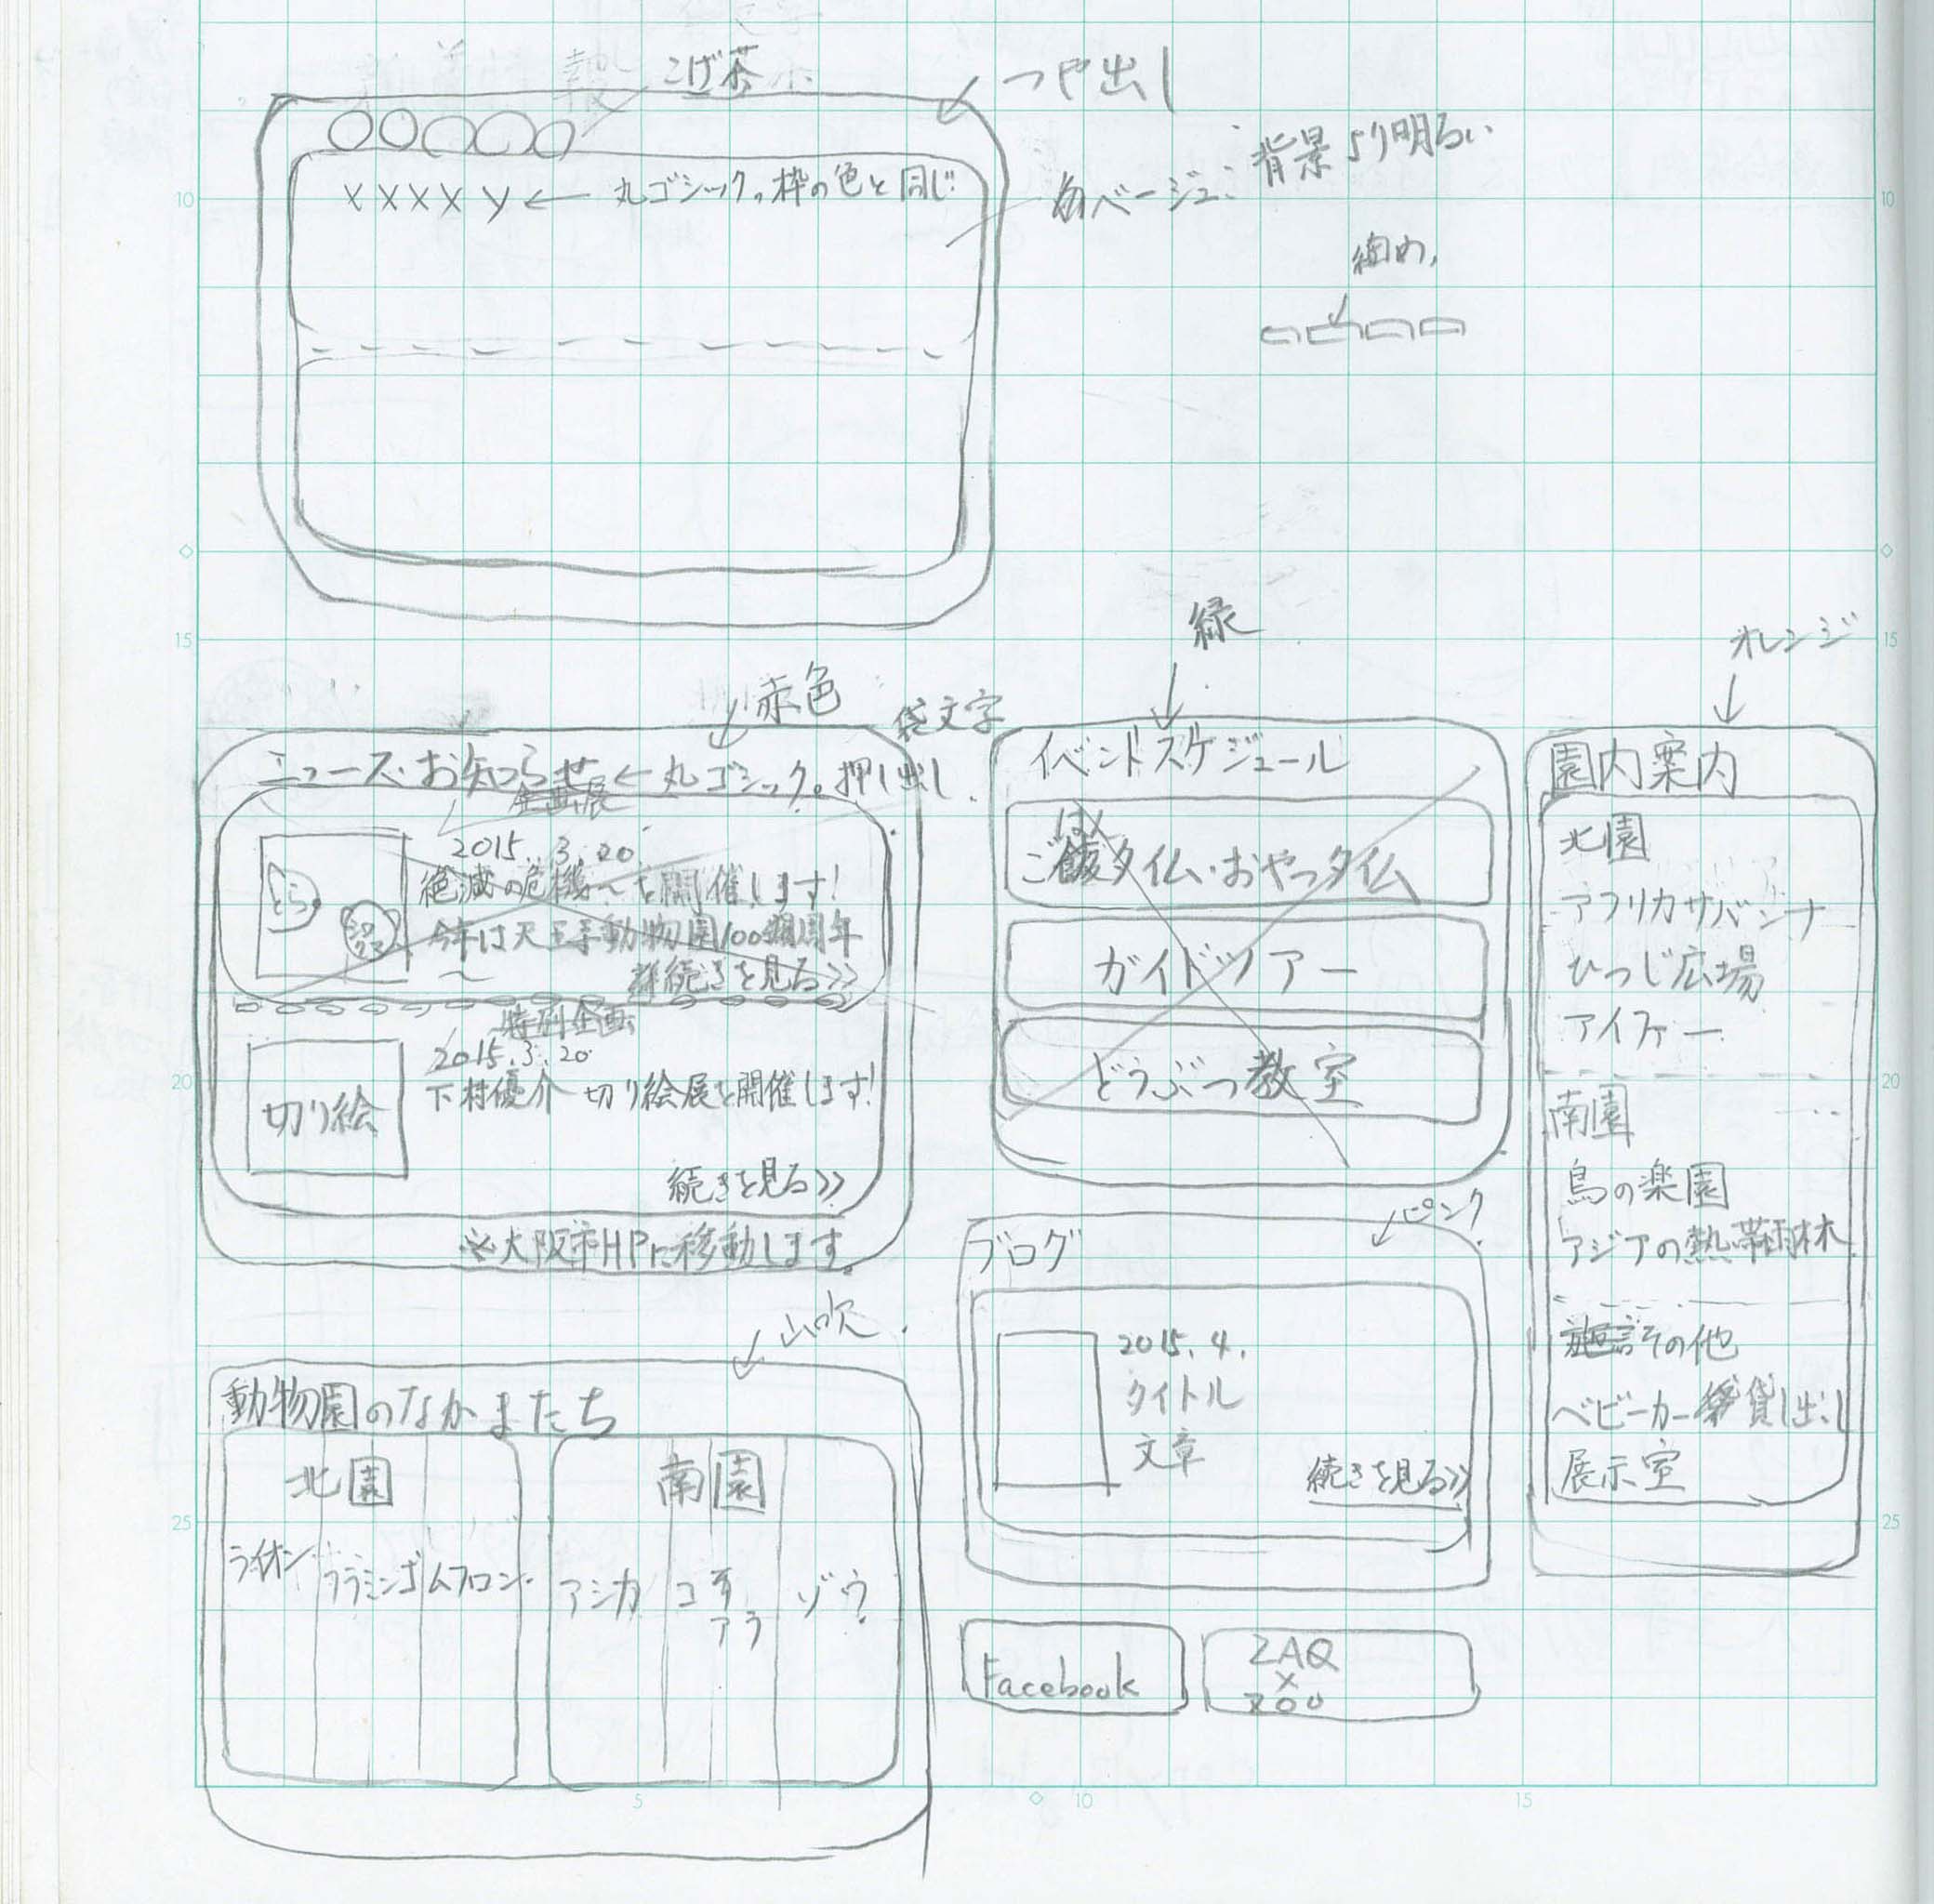 こげ茶
つや出し
○○○○○
xxxxy ← 丸ゴシック。枠の色と同じ
ベージュ:背景より明るい
細め
10
10
15
15
緑
オレンジ
赤色
袋文字
ニュース・お知らせ ← 丸ゴシック。押し出し
企画展
2015.3.20
とら
シロクマ
絶滅の危機〜を開催します!
今年は天王寺動物園100周年
〜
続きを見る>>
特別企画
2015.3.20
切り絵
下村優介 切り絵展を開催します!
続きを見る>>
※大阪市HPに移動します
イベントスケジュール
ごはんタイム・おやつタイム
ガイドツアー
どうぶつ教室
園内案内
北園
アフリカサバンナ
ひつじ広場
アイファー
南園
鳥の楽園
アジアの熱帯雨林
その他
ベビーカー貸し出し
展示室
20
20
ピンク
ブログ
2015.4.
タイトル
文章
続きを見る>>
山吹
動物園のなかまたち
北園
ライオン
フラミンゴ
ムフロン
南園
アシカ
コアラ
ゾウ
25
25
Facebook
ZAQ
×
ZOO
5
10
15